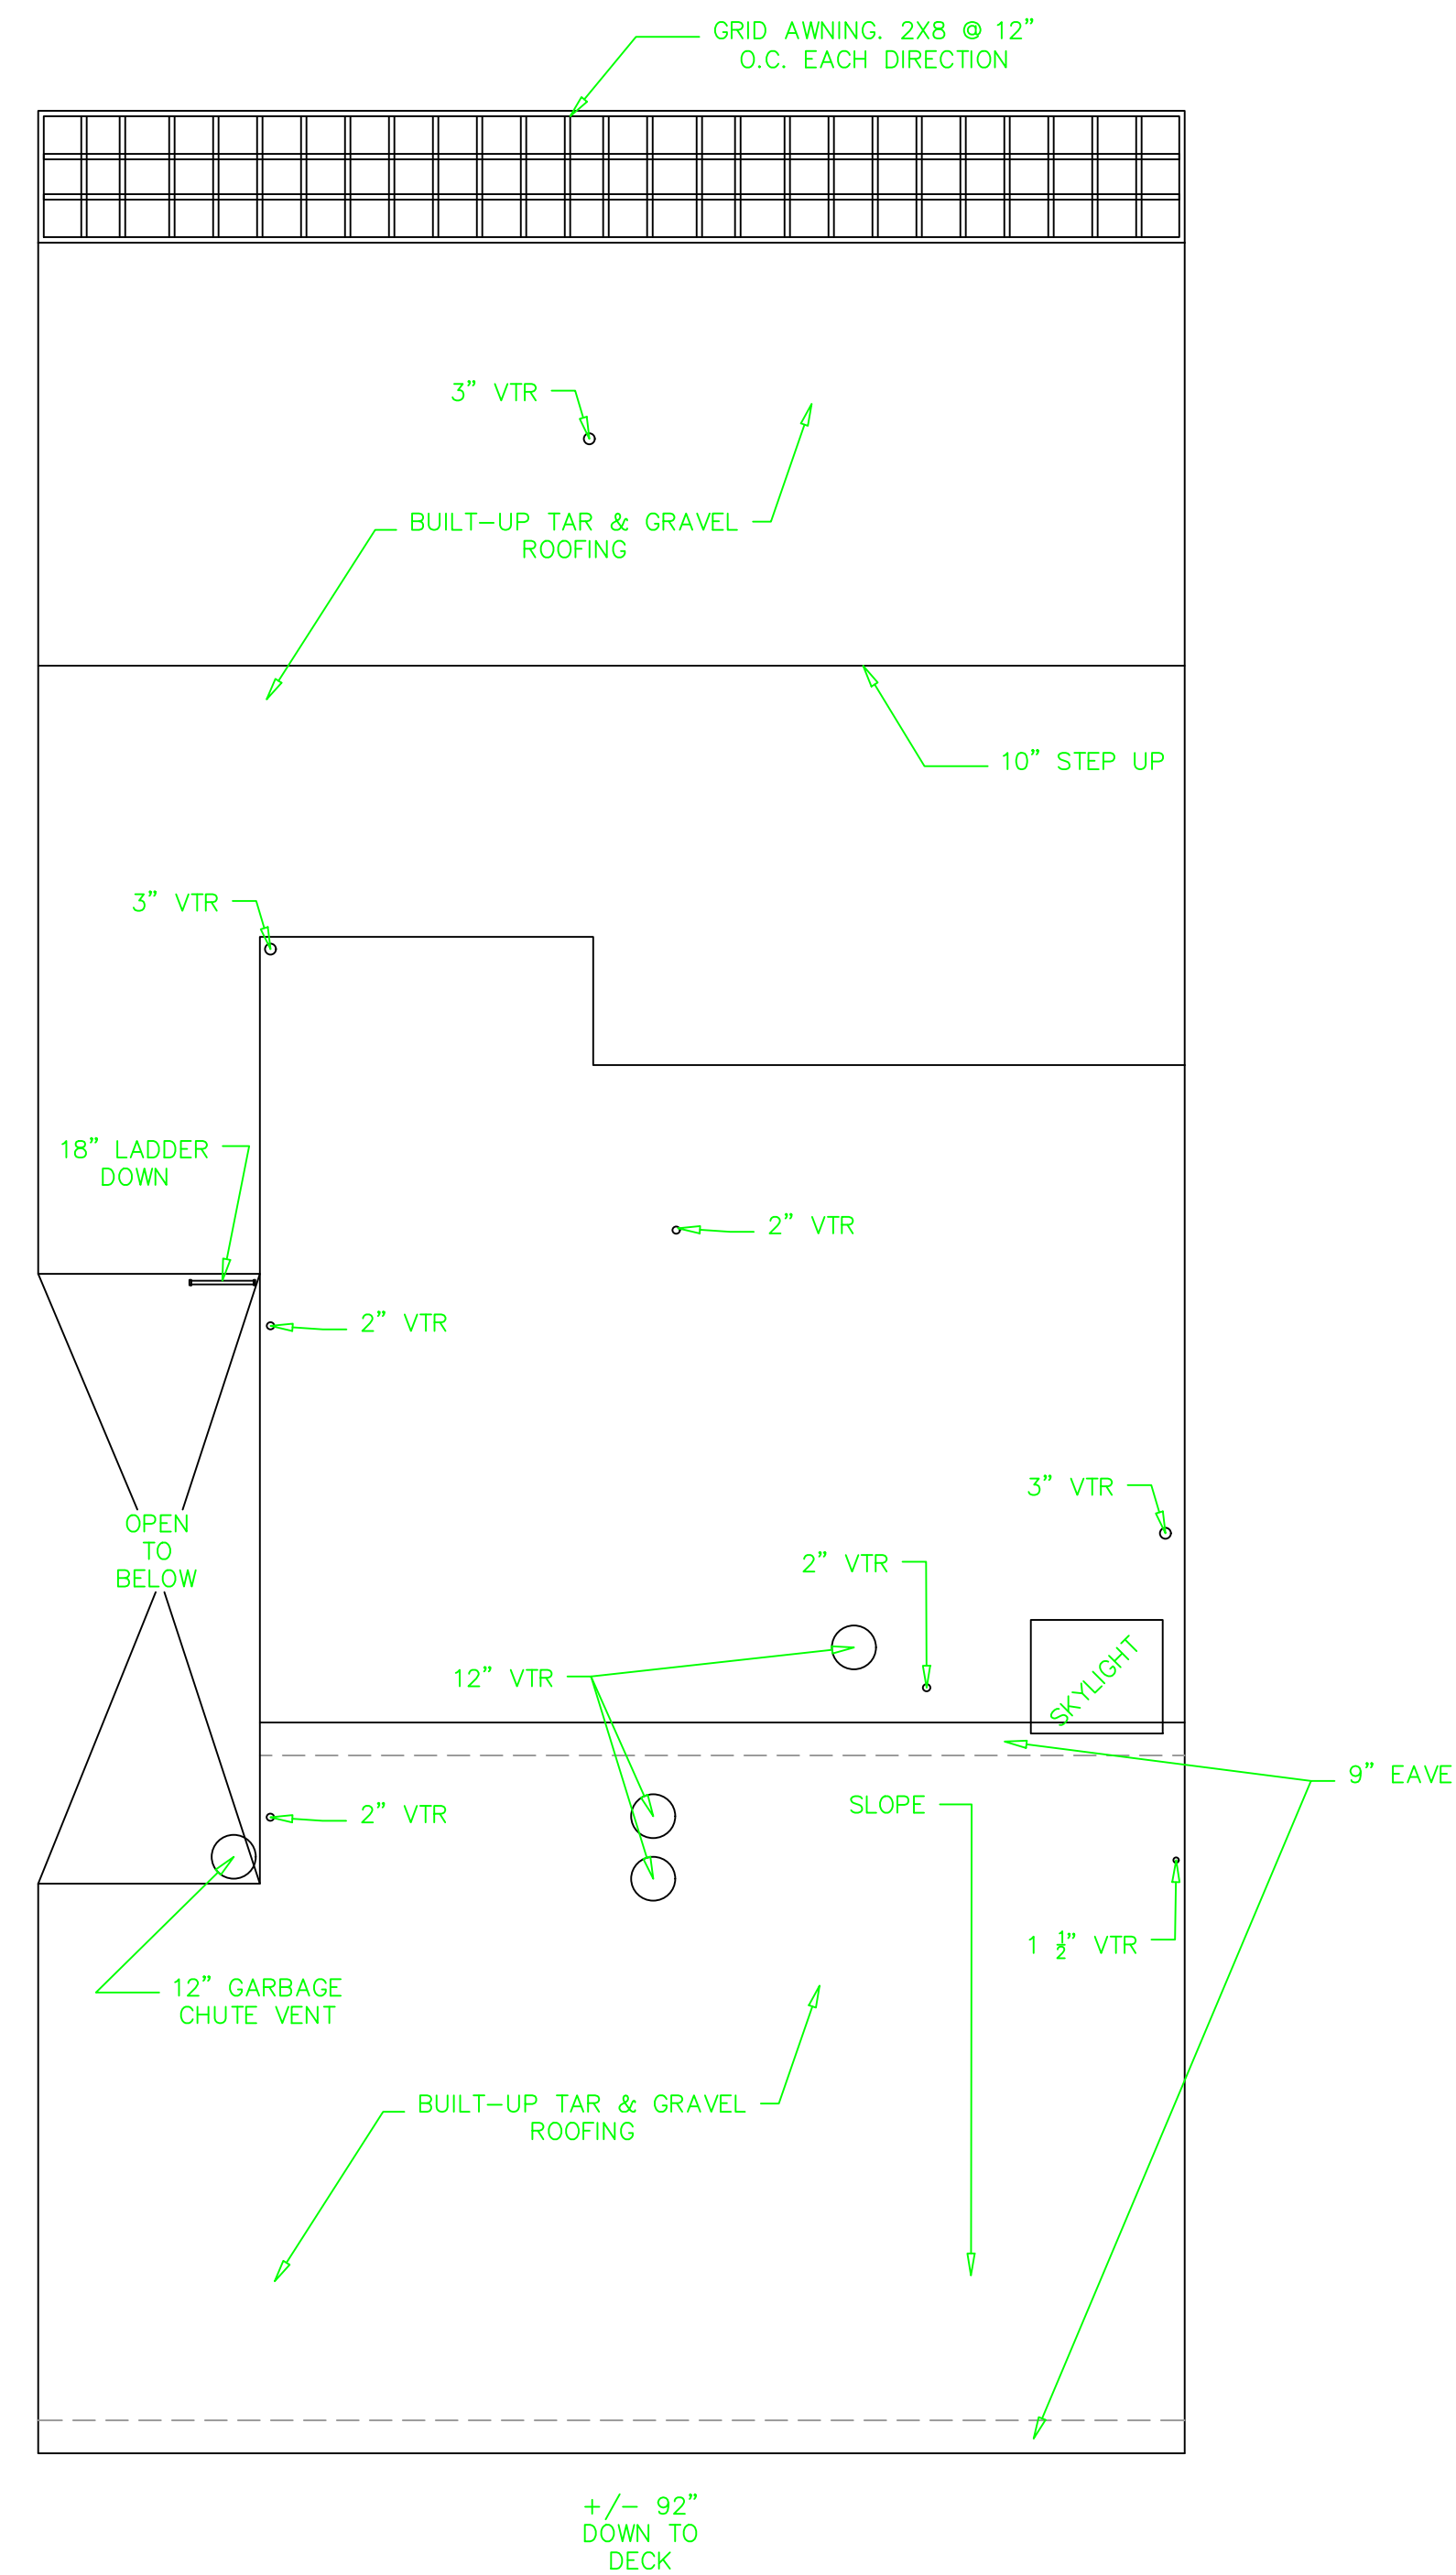 GRID AWNING. 2X8 @ 12"
O.C. EACH DIRECTION
3" VTR
BUILT-UP TAR & GRAVEL
ROOFING
10" STEP UP
3" VTR
18" LADDER
DOWN
2" VTR
2" VTR
3" VTR
OPEN
TO
BELOW
2" VTR
12" VTR
SKYLIGHT
9" EAVE
SLOPE
2" VTR
1 1/2" VTR
12" GARBAGE
CHUTE VENT
BUILT-UP TAR & GRAVEL
ROOFING
+/- 92"
DOWN TO
DECK